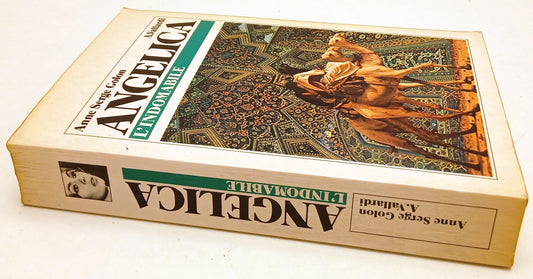 Anne Serge Golon
ANGELICA
L'INDOMABILE
A.Vallardi
ANGELICA
L'INDOMABILE
Anne Serge Golon
A. Vallardi